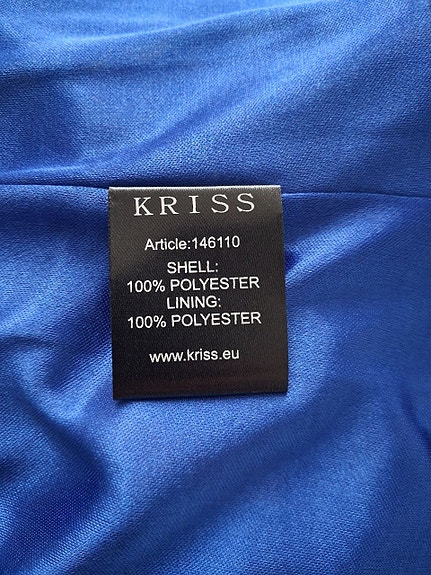 KRISS
Article:146110
SHELL:
100% POLYESTER
LINING:
100% POLYESTER
www.kriss.eu